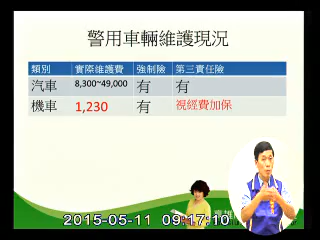 警用車輛維護現況
類別 實際維護費 強制險 第三責任險
汽車 8,300~49,000 有 有
機車 1,230 有 視經費加保
2015-05-11 09:17:10